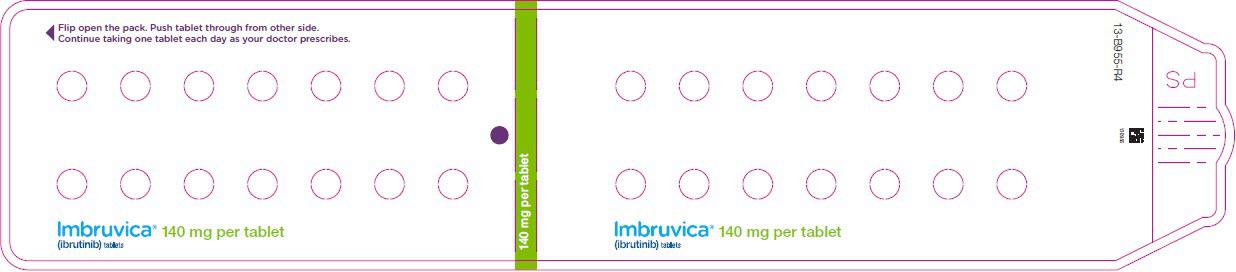 Flip open the pack. Push tablet through from other side.
Continue taking one tablet each day as your doctor prescribes.
Imbruvica® 140 mg per tablet
(ibrutinib) tablets
140 mg per tablet
Imbruvica® 140 mg per tablet
(ibrutinib) tablets
13-B955-R4
PS